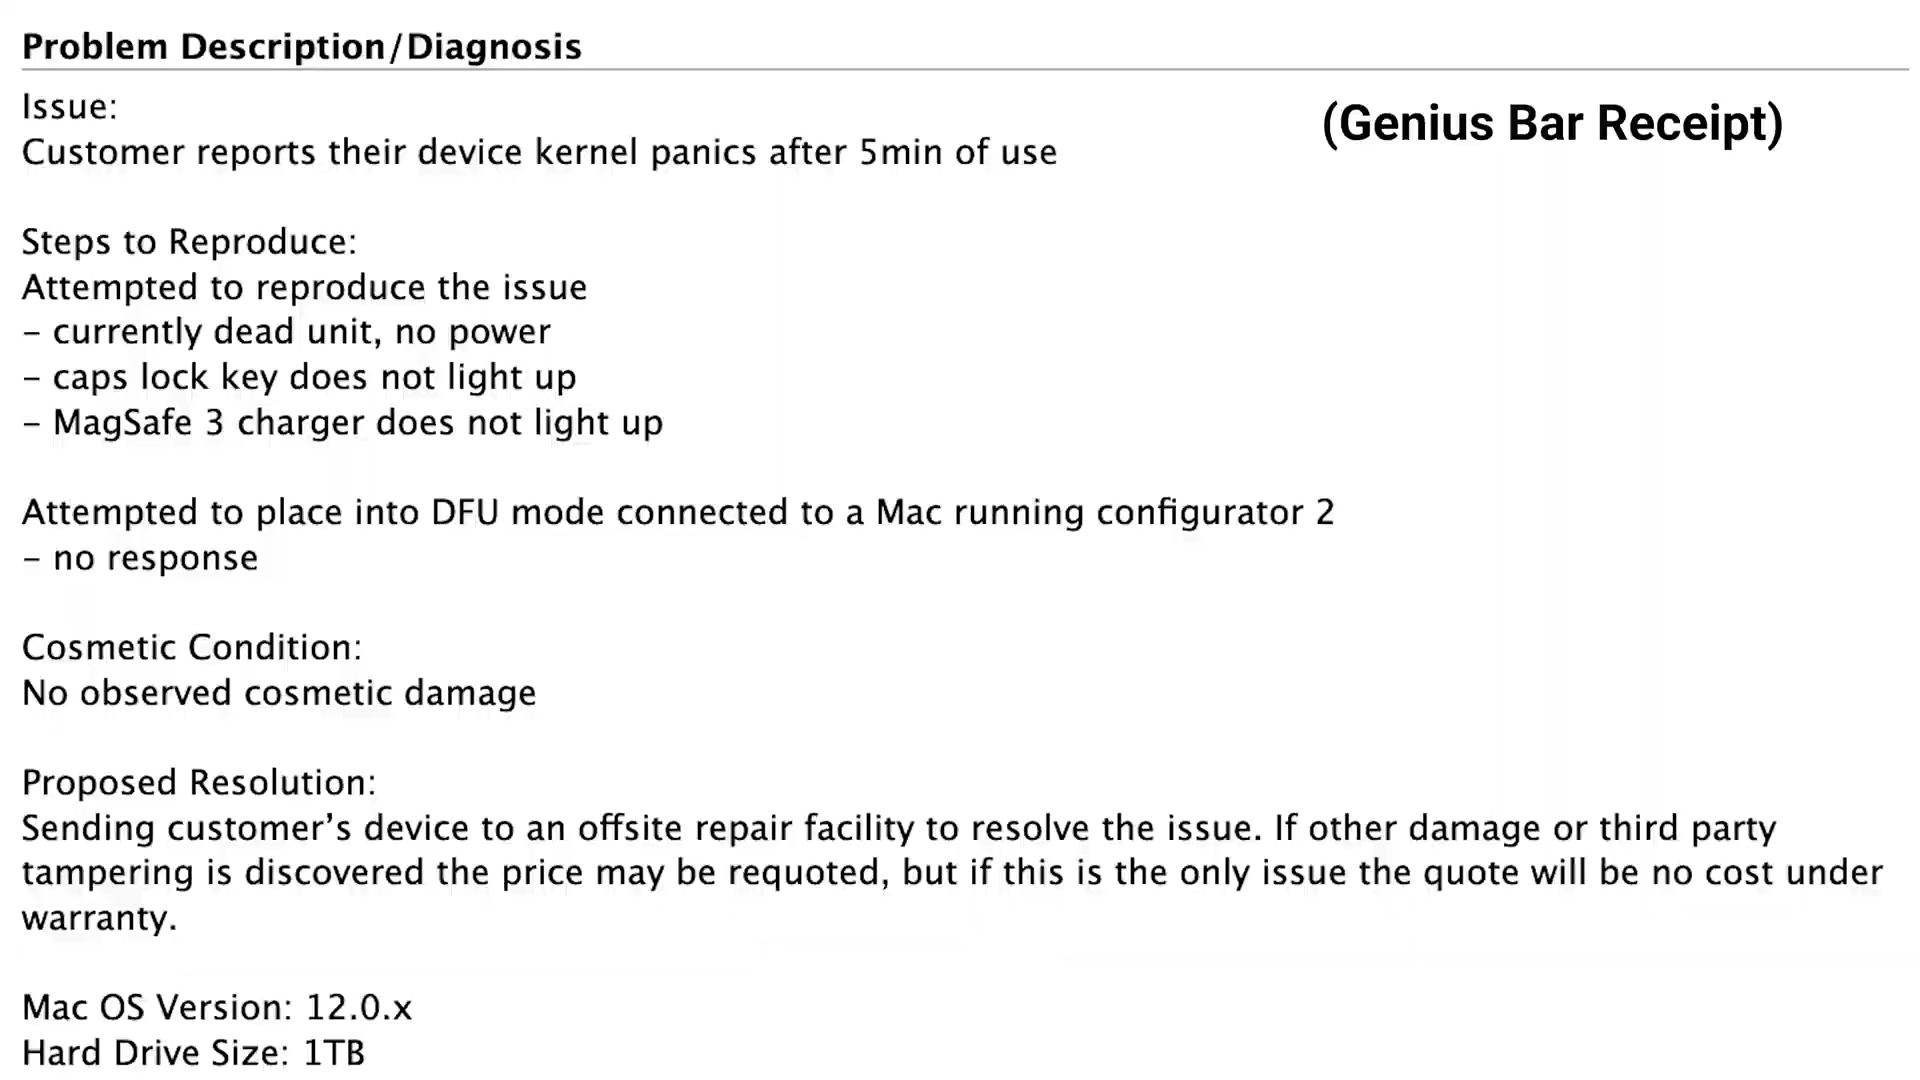 Problem Description/Diagnosis
Issue:
(Genius Bar Receipt)
Customer reports their device kernel panics after 5min of use
Steps to Reproduce:
Attempted to reproduce the issue
– currently dead unit, no power
– caps lock key does not light up
– MagSafe 3 charger does not light up
Attempted to place into DFU mode connected to a Mac running configurator 2
– no response
Cosmetic Condition:
No observed cosmetic damage
Proposed Resolution:
Sending customer’s device to an offsite repair facility to resolve the issue. If other damage or third party
tampering is discovered the price may be requoted, but if this is the only issue the quote will be no cost under
warranty.
Mac OS Version: 12.0.x
Hard Drive Size: 1TB